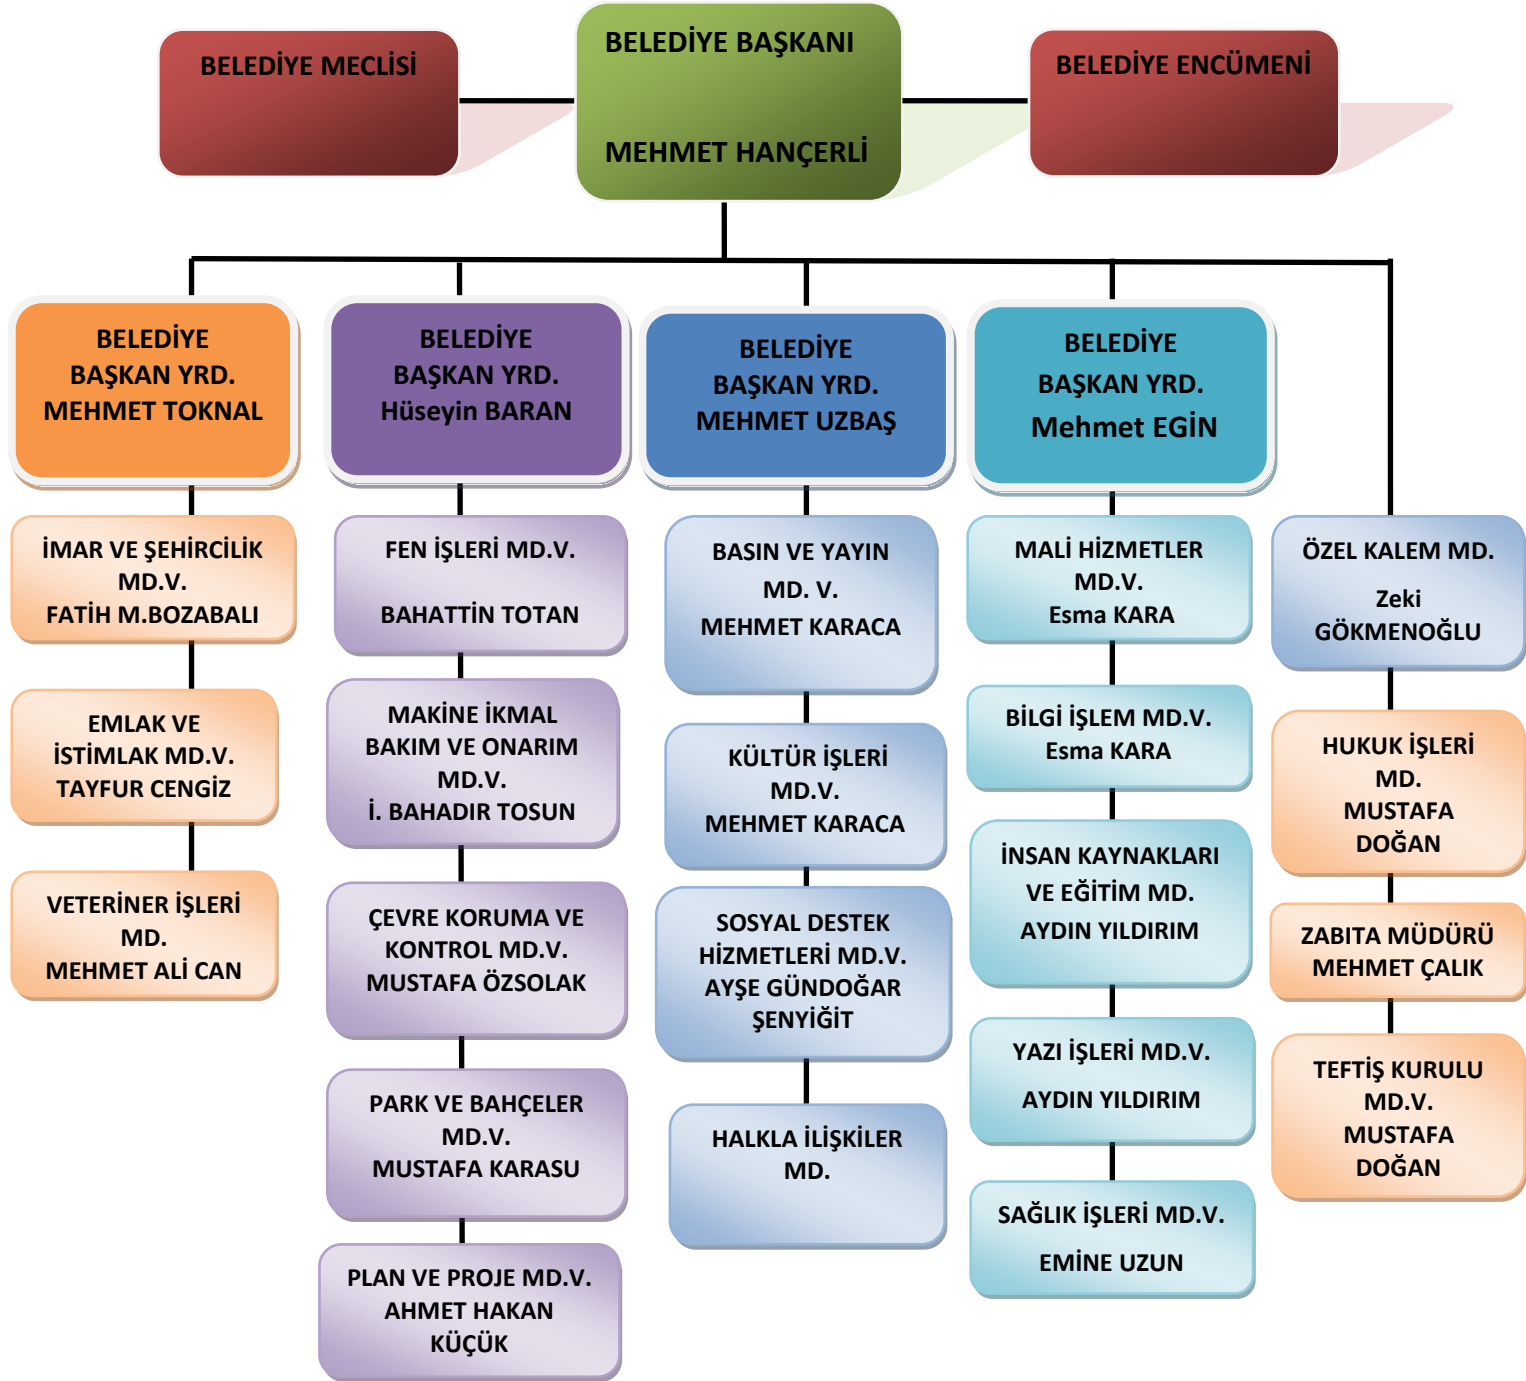 BELEDİYE MECLİSİ
BELEDİYE BAŞKANI
MEHMET HANÇERLİ
BELEDİYE ENCÜMENİ
BELEDİYE
BAŞKAN YRD.
MEHMET TOKNAL
BELEDİYE
BAŞKAN YRD.
Hüseyin BARAN
BELEDİYE
BAŞKAN YRD.
MEHMET UZBAŞ
BELEDİYE
BAŞKAN YRD.
Mehmet EGİN
İMAR VE ŞEHİRCİLİK
MD.V.
FATİH M.BOZABALI
EMLAK VE
İSTİMLAK MD.V.
TAYFUR CENGİZ
VETERİNER İŞLERİ
MD.
MEHMET ALİ CAN
FEN İŞLERİ MD.V.
BAHATTİN TOTAN
MAKİNE İKMAL
BAKIM VE ONARIM
MD.V.
İ. BAHADIR TOSUN
ÇEVRE KORUMA VE
KONTROL MD.V.
MUSTAFA ÖZSOLAK
PARK VE BAHÇELER
MD.V.
MUSTAFA KARASU
PLAN VE PROJE MD.V.
AHMET HAKAN
KÜÇÜK
BASIN VE YAYIN
MD. V.
MEHMET KARACA
KÜLTÜR İŞLERİ
MD.V.
MEHMET KARACA
SOSYAL DESTEK
HİZMETLERİ MD.V.
AYŞE GÜNDOĞAR
ŞENYİĞİT
HALKLA İLİŞKİLER
MD.
MALİ HİZMETLER
MD.V.
Esma KARA
BİLGİ İŞLEM MD.V.
Esma KARA
İNSAN KAYNAKLARI
VE EĞİTİM MD.
AYDIN YILDIRIM
YAZI İŞLERİ MD.V.
AYDIN YILDIRIM
SAĞLIK İŞLERİ MD.V.
EMİNE UZUN
ÖZEL KALEM MD.
Zeki
GÖKMENOĞLU
HUKUK İŞLERİ
MD.
MUSTAFA
DOĞAN
ZABITA MÜDÜRÜ
MEHMET ÇALIK
TEFTİŞ KURULU
MD.V.
MUSTAFA
DOĞAN